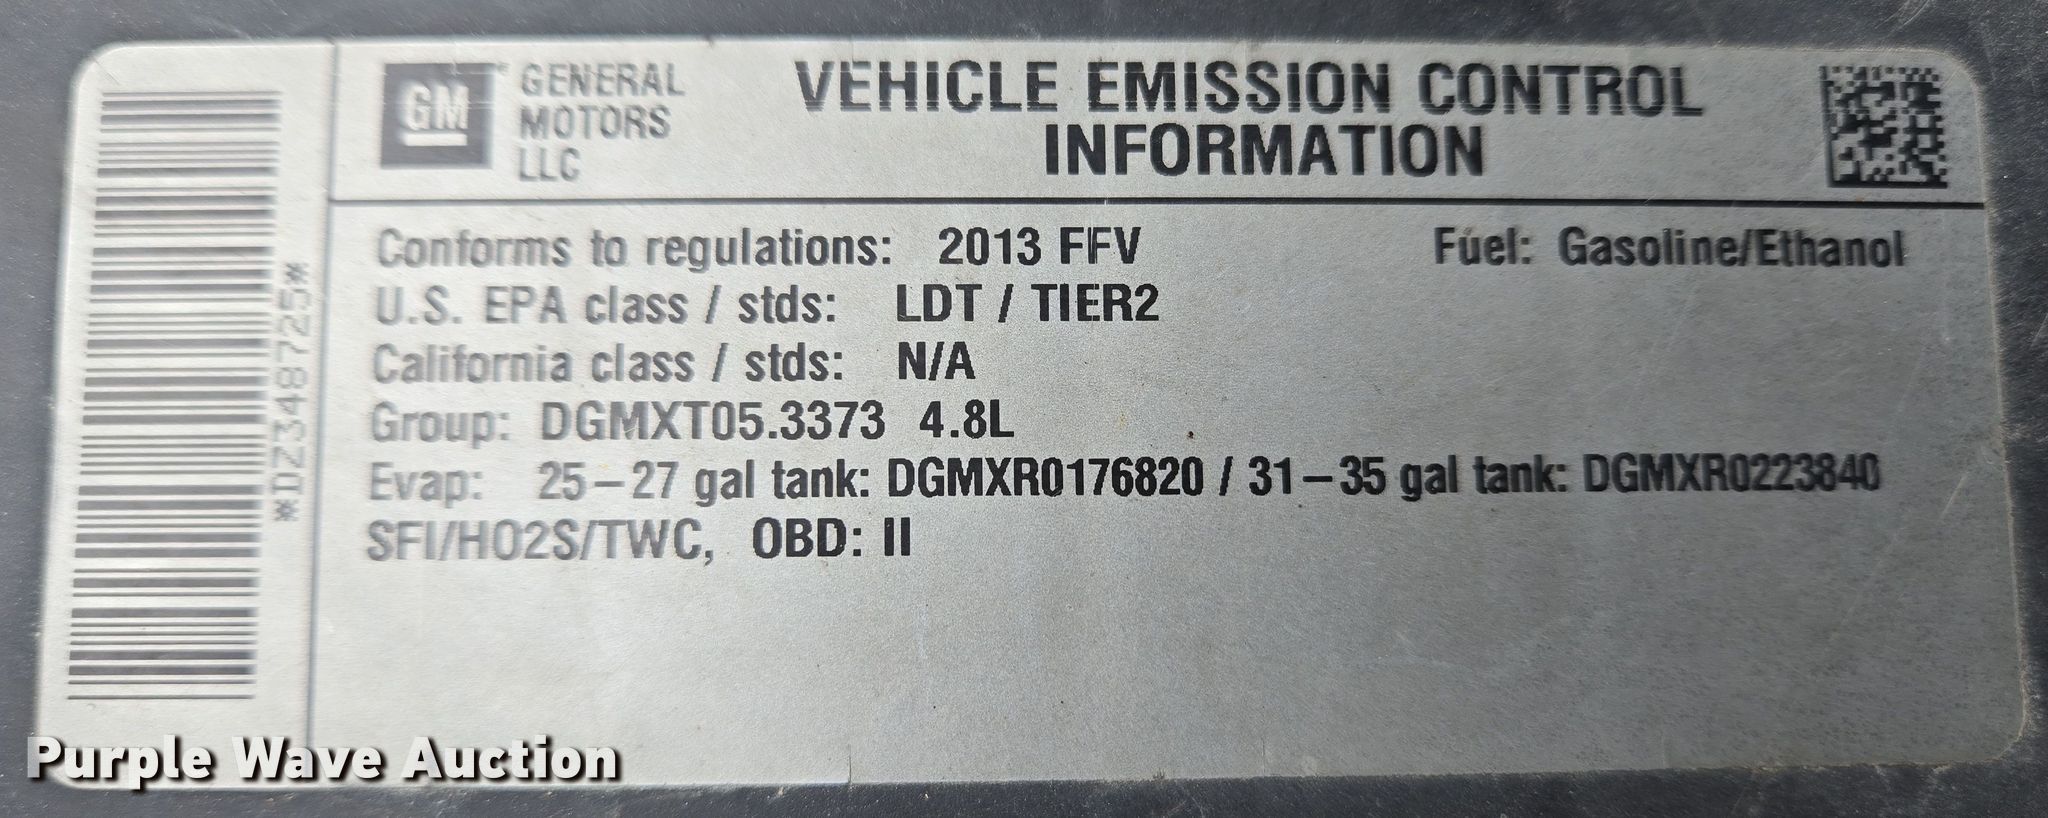 GM GENERAL MOTORS LLC
VEHICLE EMISSION CONTROL
INFORMATION
*DZ348725*
Conforms to regulations: 2013 FFV Fuel: Gasoline/Ethanol
U.S. EPA class / stds: LDT / TIER2
California class / stds: N/A
Group: DGMXT05.3373 4.8L
Evap: 25-27 gal tank: DGMXR0176820 / 31-35 gal tank: DGMXR0223840
SFI/HO2S/TWC, OBD: II
Purple Wave Auction